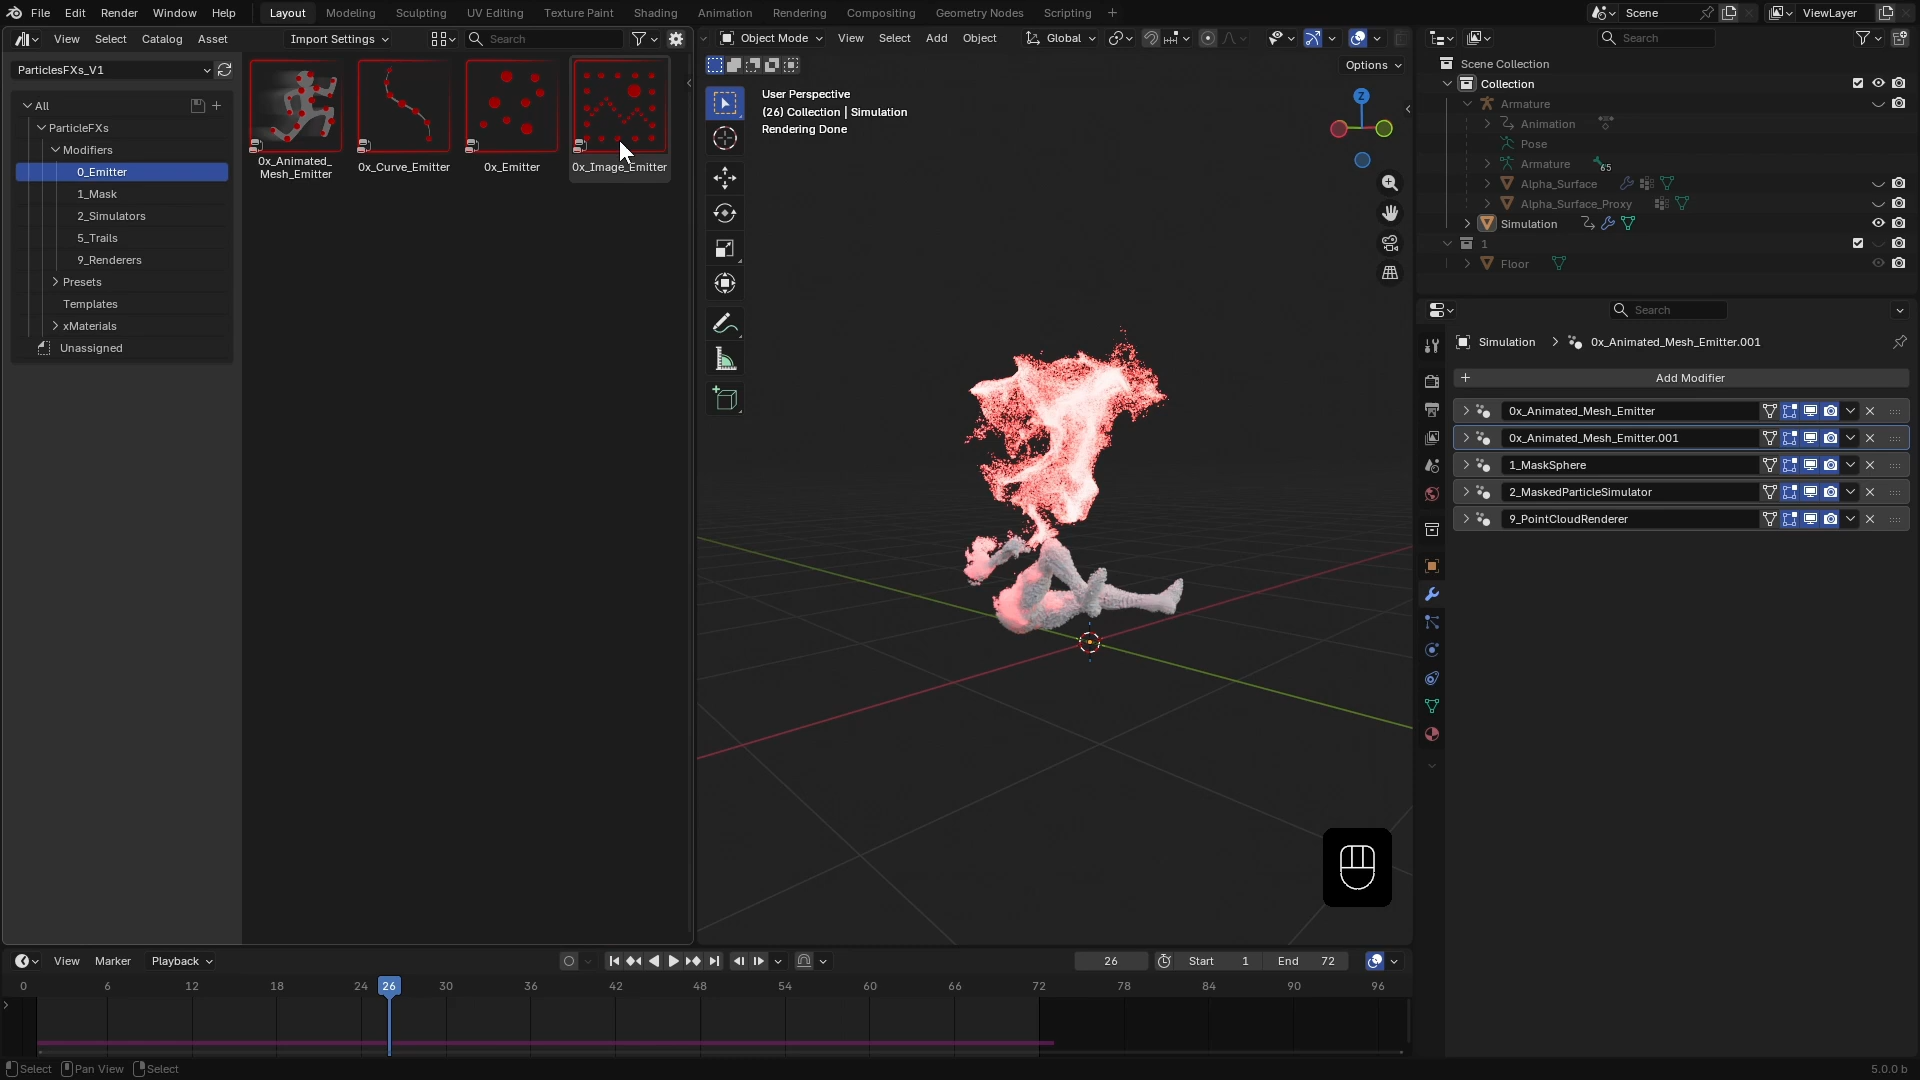 File Edit Render Window Help Layout Modeling Sculpting UV Editing Texture Paint Shading Animation Rendering Compositing Geometry Nodes Scripting + Scene ViewLayer
View Select Catalog Asset Import Settings Search
Object Mode View Select Add Object Global
Search
ParticlesFXs_V1
Options
All
ParticleFXs
Modifiers
0_Emitter
1_Mask
2_Simulators
5_Trails
9_Renderers
Presets
Templates
xMaterials
Unassigned
0x_Animated_
Mesh_Emitter
0x_Curve_Emitter
0x_Emitter
0x_Image_Emitter
User Perspective
(26) Collection | Simulation
Rendering Done
Z
Scene Collection
Collection
Armature
Animation
Pose
Armature 65
Alpha_Surface
Alpha_Surface_Proxy
Simulation
1
Floor
Search
Simulation > 0x_Animated_Mesh_Emitter.001
+ Add Modifier
0x_Animated_Mesh_Emitter
0x_Animated_Mesh_Emitter.001
1_MaskSphere
2_MaskedParticleSimulator
9_PointCloudRenderer
View Marker Playback 26 Start 1 End 72
0 6 12 18 24 26 30 36 42 48 54 60 66 72 78 84 90 96
Select Pan View Select 5.0.0 b